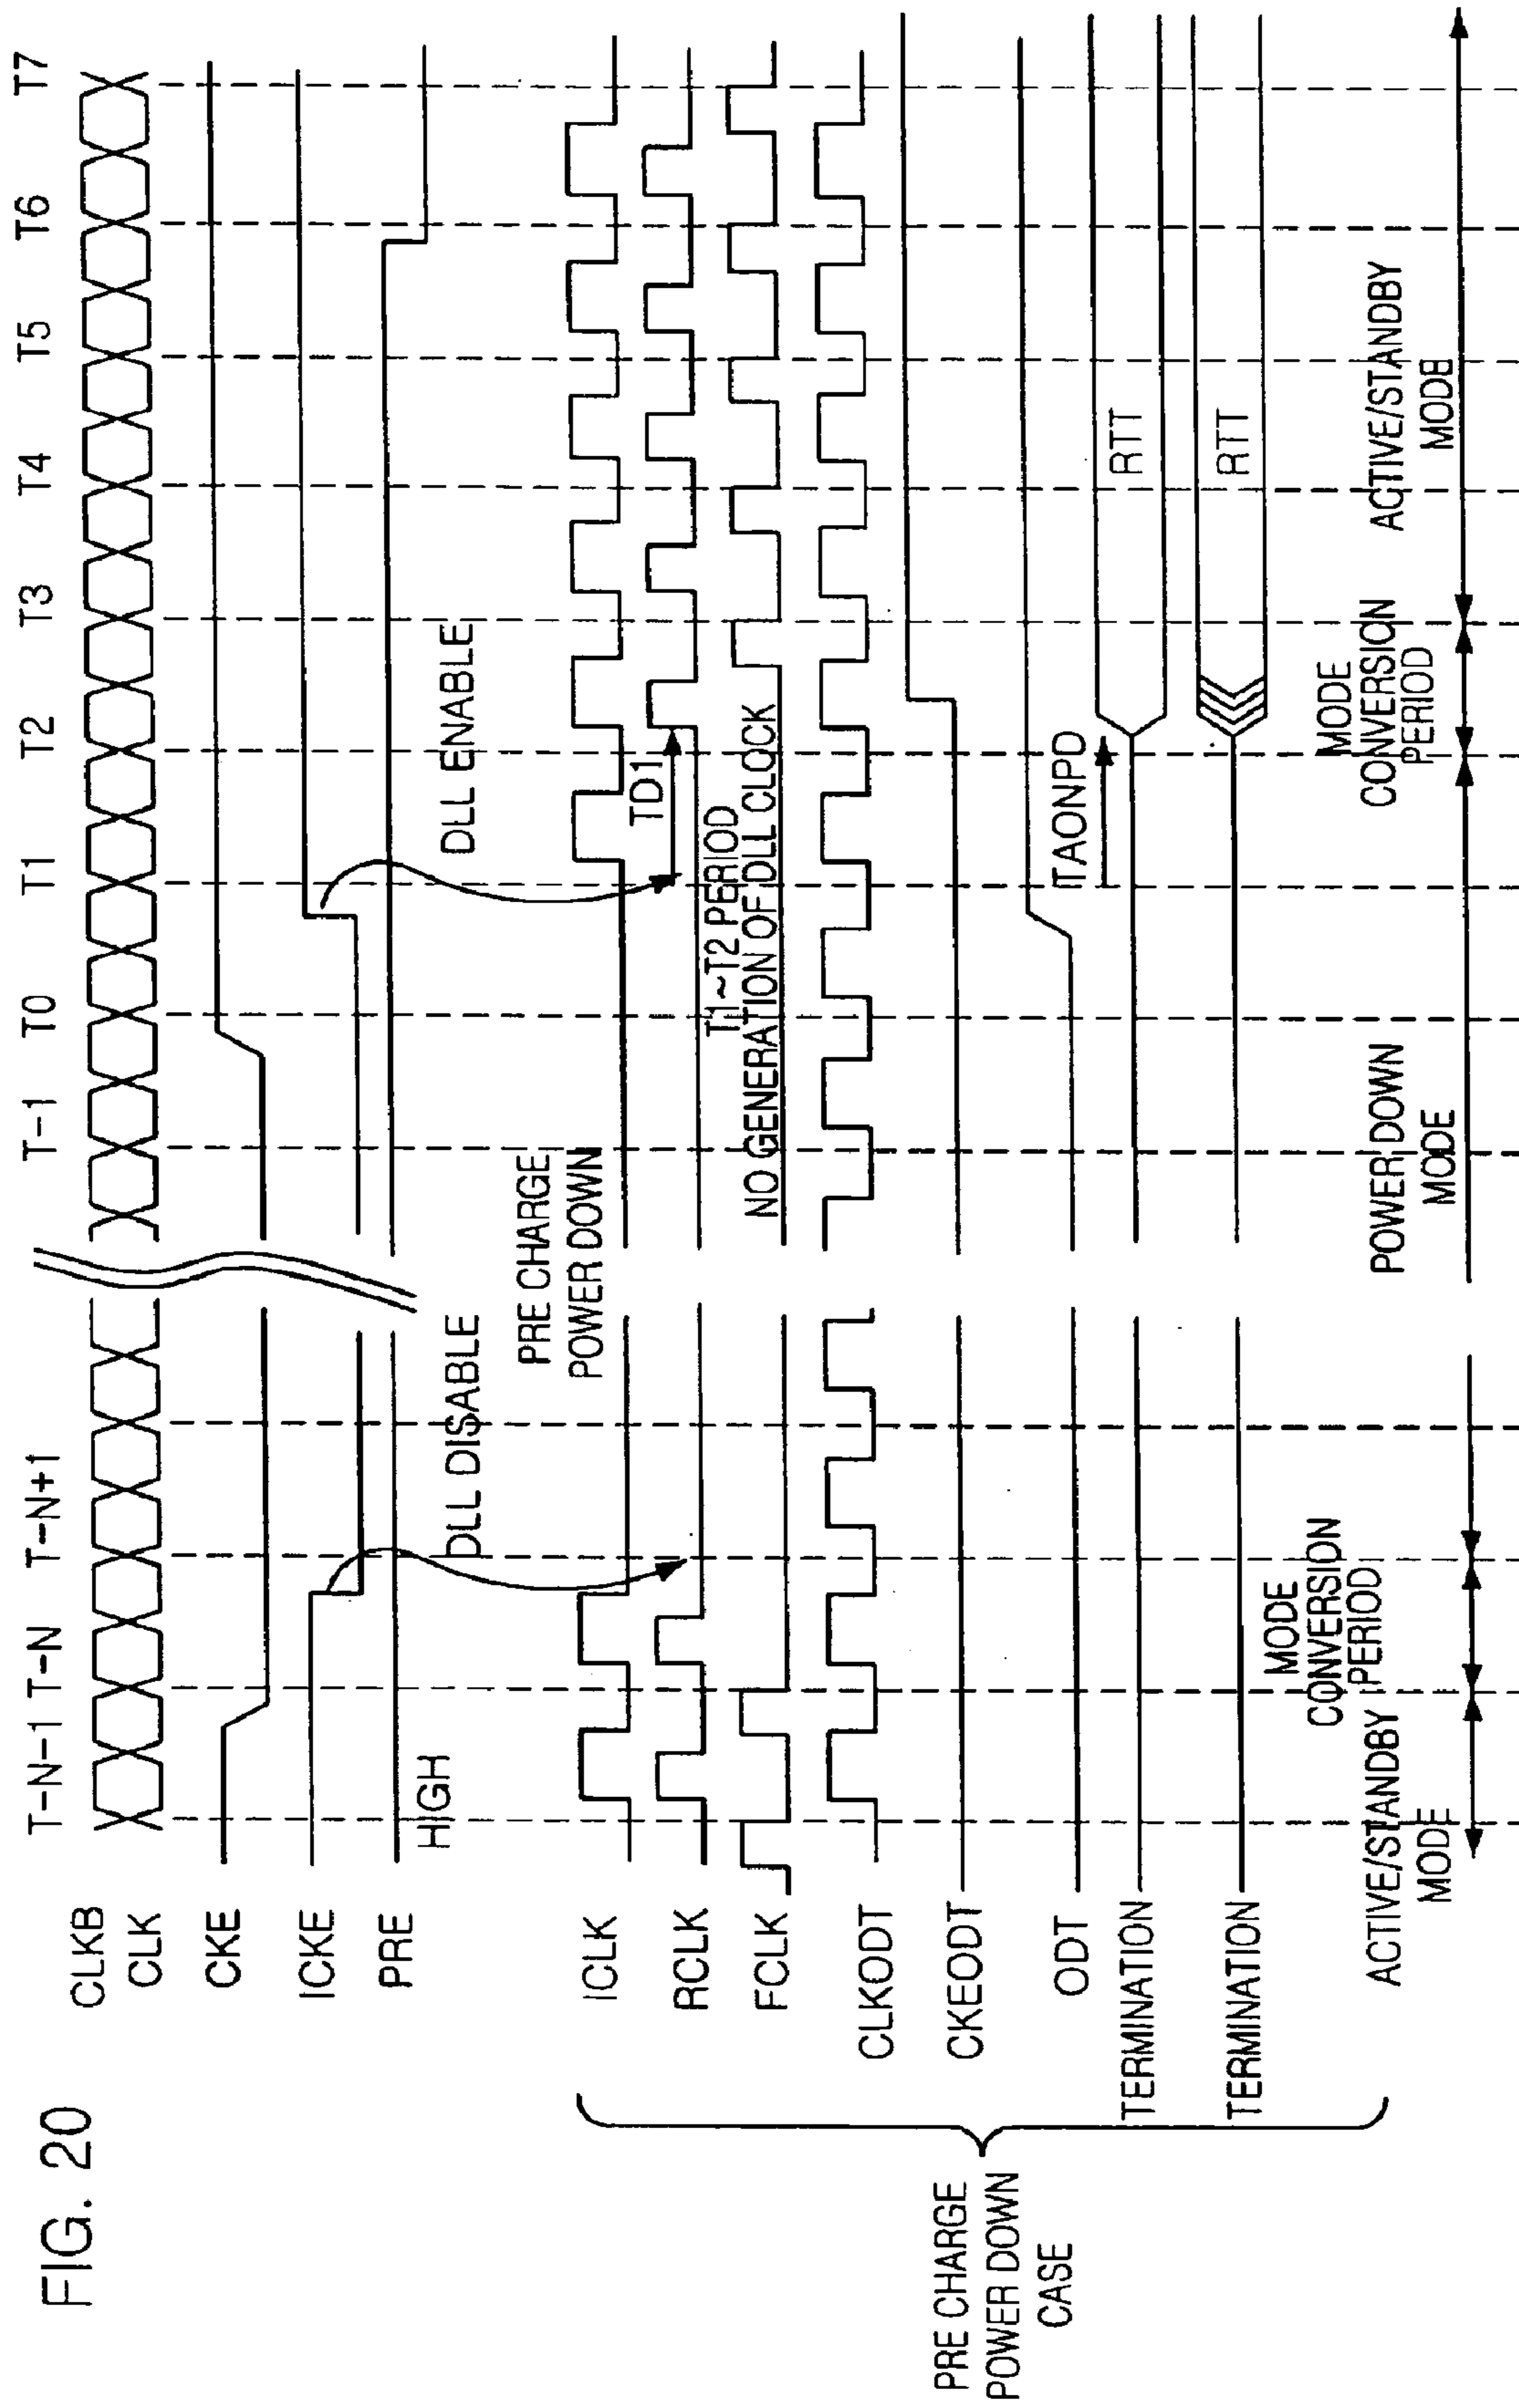 FIG. 20
T-N-1 T-N T-N+1 T-1 T0 T1 T2 T3 T4 T5 T6 T7
CLKB
CLK
CKE
ICKE
PRE
HIGH
DLL DISABLE
DLL ENABLE
PRE CHARGE
POWER DOWN
ICLK
RCLK
TD1
T1~T2 PERIOD
NO GENERATION OF DLL CLOCK
FCLK
CLKODT
CKEODT
ODT
TAONPD
TERMINATION
RTT
TERMINATION
RTT
PRE CHARGE
POWER DOWN
CASE
ACTIVE/STANDBY
MODE
MODE
CONVERSION
PERIOD
POWER DOWN
MODE
MODE
CONVERSION
PERIOD
ACTIVE/STANDBY
MODE